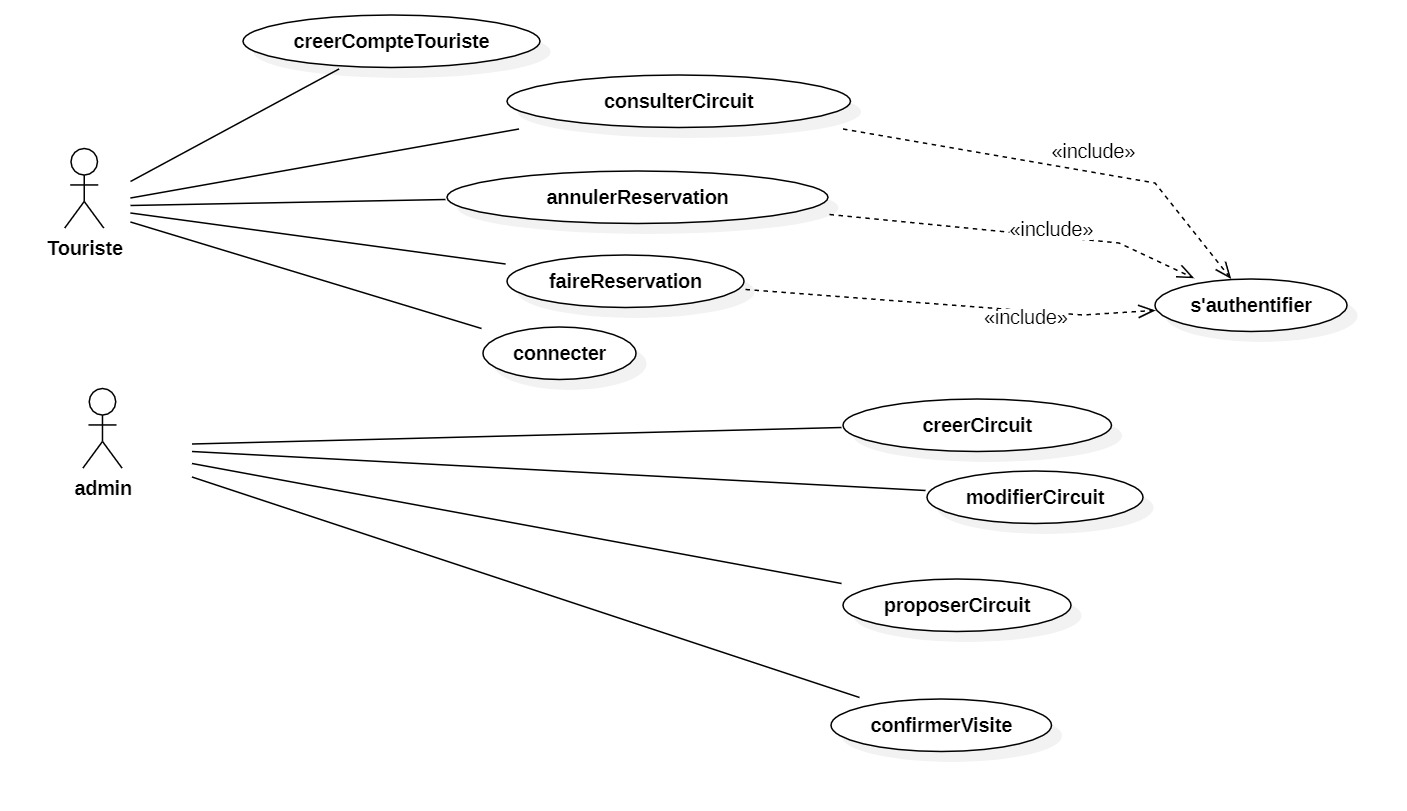 creerCompteTouriste
consulterCircuit
«include»
annulerReservation
«include»
Touriste
faireReservation
s'authentifier
«include»
connecter
creerCircuit
admin
modifierCircuit
proposerCircuit
confirmerVisite